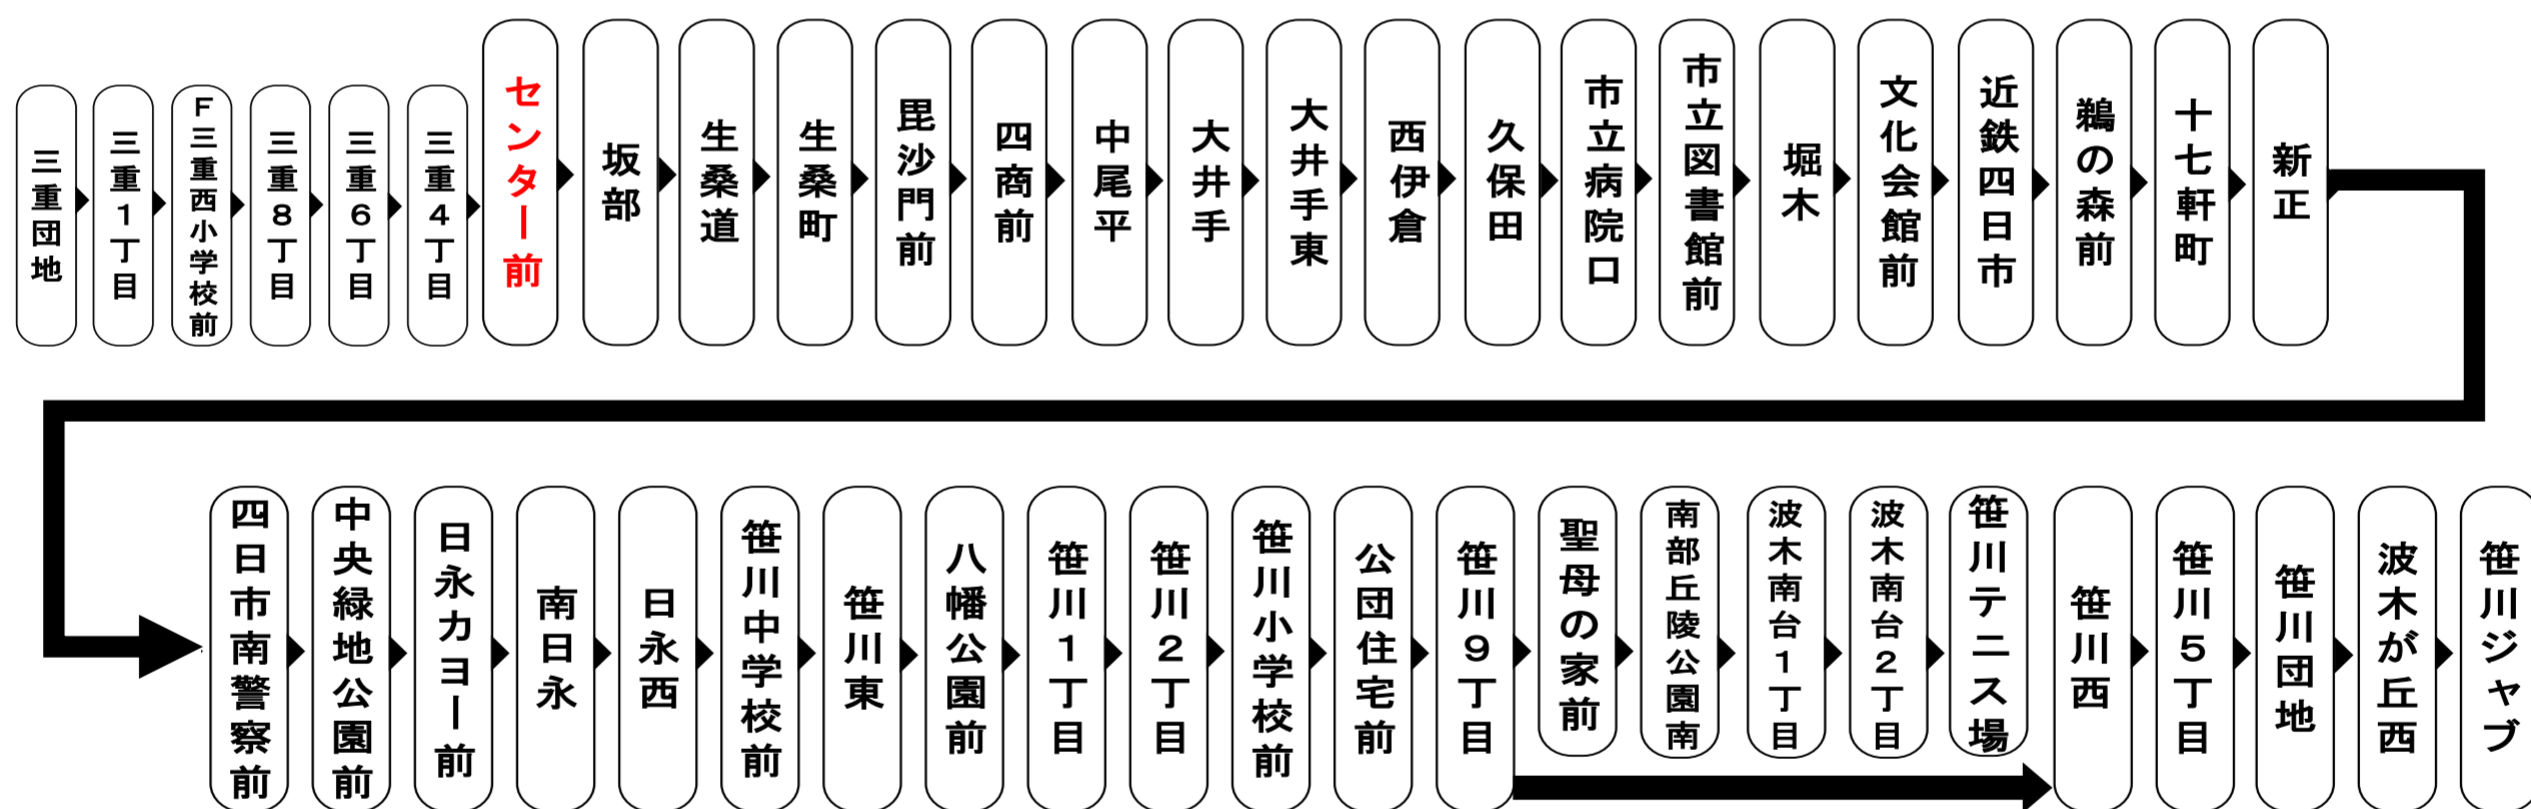 三重団地
三重1丁目
F三重西小学校前
三重8丁目
三重6丁目
三重4丁目
センター前
坂部
生桑道
生桑町
毘沙門前
四商前
中尾平
大井手
大井手東
西伊倉
久保田
市立病院口
市立図書館前
堀木
文化会館前
近鉄四日市
鵜の森前
十七軒町
新正
四日市南警察前
中央緑地公園前
日永カヨー前
南日永
日永西
笹川中学校前
笹川東
八幡公園前
笹川1丁目
笹川2丁目
笹川小学校前
公団住宅前
笹川9丁目
聖母の家前
南部丘陵公園南
波木南台1丁目
波木南台2丁目
笹川テニス場
笹川西
笹川5丁目
笹川団地
波木が丘西
笹川ジャブ